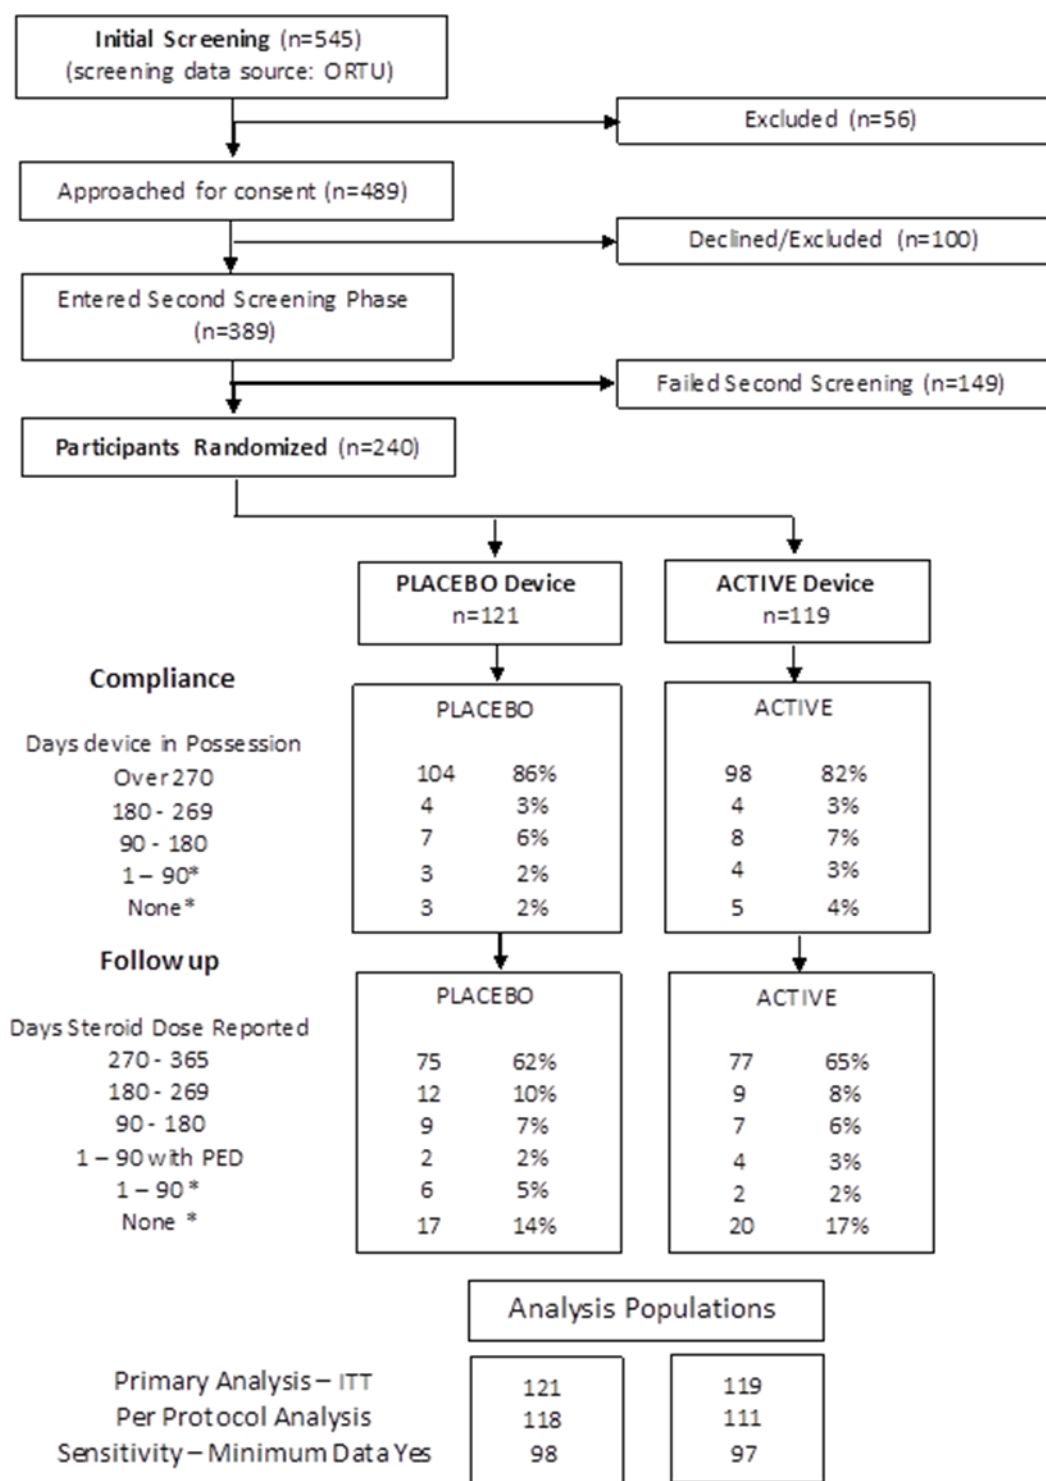 Initial Screening (n=545)
(screening data source: ORTU)
Excluded (n=56)
Approached for consent (n=489)
Declined/Excluded (n=100)
Entered Second Screening Phase
(n=389)
Failed Second Screening (n=149)
Participants Randomized (n=240)
PLACEBO Device
n=121
ACTIVE Device
n=119
Compliance
PLACEBO
ACTIVE
Days device in Possession
Over 270 104 86% 98 82%
180 - 269 4 3% 4 3%
90 - 180 7 6% 8 7%
1 – 90* 3 2% 4 3%
None* 3 2% 5 4%
Follow up
PLACEBO
ACTIVE
Days Steroid Dose Reported
270 - 365 75 62% 77 65%
180 - 269 12 10% 9 8%
90 - 180 9 7% 7 6%
1 – 90 with PED 2 2% 4 3%
1 – 90 * 6 5% 2 2%
None * 17 14% 20 17%
Analysis Populations
Primary Analysis – ITT 121 119
Per Protocol Analysis 118 111
Sensitivity – Minimum Data Yes 98 97